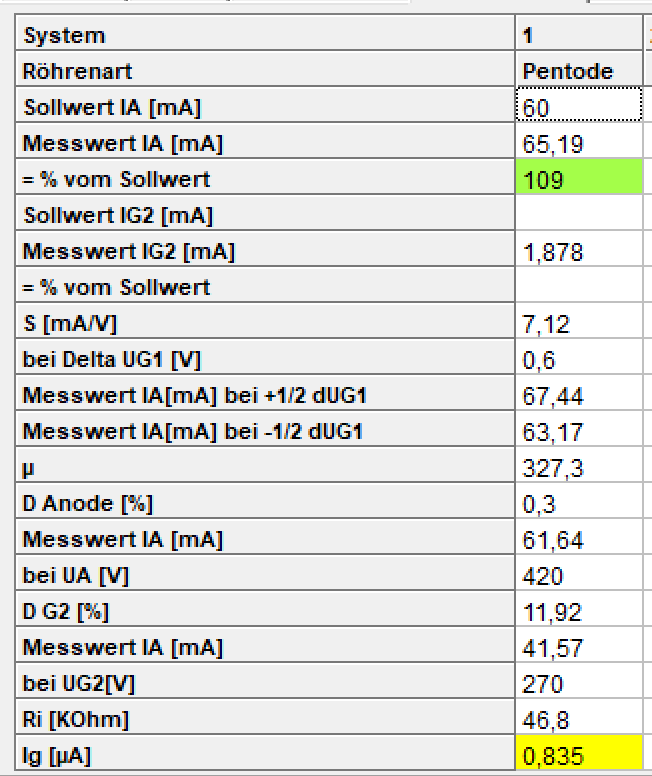 System 1
Röhrenart Pentode
Sollwert IA [mA] 60
Messwert IA [mA] 65,19
= % vom Sollwert 109
Sollwert IG2 [mA]
Messwert IG2 [mA] 1,878
= % vom Sollwert
S [mA/V] 7,12
bei Delta UG1 [V] 0,6
Messwert IA[mA] bei +1/2 dUG1 67,44
Messwert IA[mA] bei -1/2 dUG1 63,17
µ 327,3
D Anode [%] 0,3
Messwert IA [mA] 61,64
bei UA [V] 420
D G2 [%] 11,92
Messwert IA [mA] 41,57
bei UG2[V] 270
Ri [KOhm] 46,8
Ig [µA] 0,835